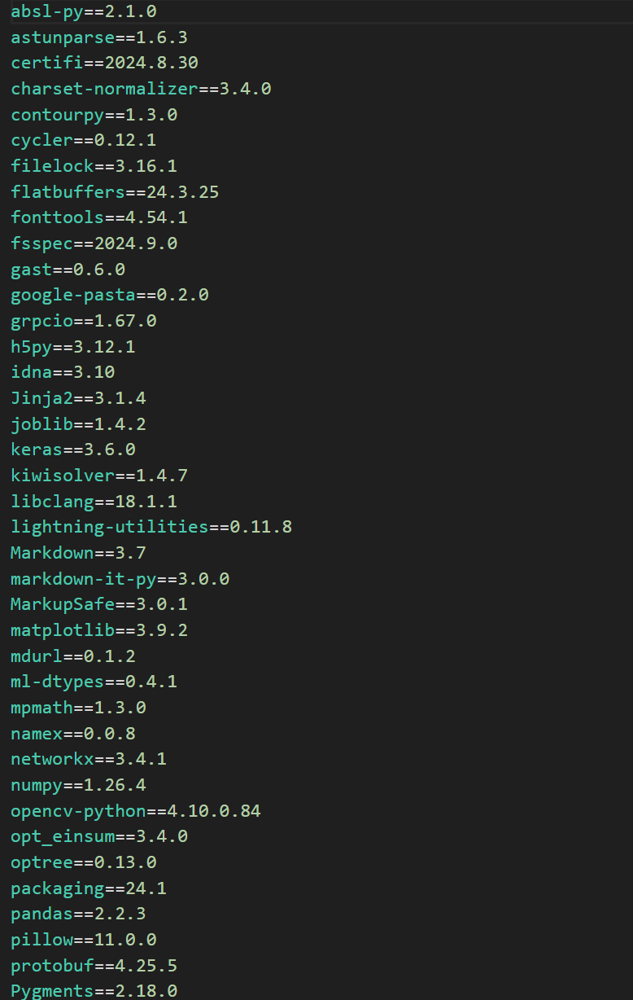 absl-py==2.1.0
astunparse==1.6.3
certifi==2024.8.30
charset-normalizer==3.4.0
contourpy==1.3.0
cycler==0.12.1
filelock==3.16.1
flatbuffers==24.3.25
fonttools==4.54.1
fsspec==2024.9.0
gast==0.6.0
google-pasta==0.2.0
grpcio==1.67.0
h5py==3.12.1
idna==3.10
Jinja2==3.1.4
joblib==1.4.2
keras==3.6.0
kiwisolver==1.4.7
libclang==18.1.1
lightning-utilities==0.11.8
Markdown==3.7
markdown-it-py==3.0.0
MarkupSafe==3.0.1
matplotlib==3.9.2
mdurl==0.1.2
ml-dtypes==0.4.1
mpmath==1.3.0
namex==0.0.8
networkx==3.4.1
numpy==1.26.4
opencv-python==4.10.0.84
opt_einsum==3.4.0
optree==0.13.0
packaging==24.1
pandas==2.2.3
pillow==11.0.0
protobuf==4.25.5
Pygments==2.18.0